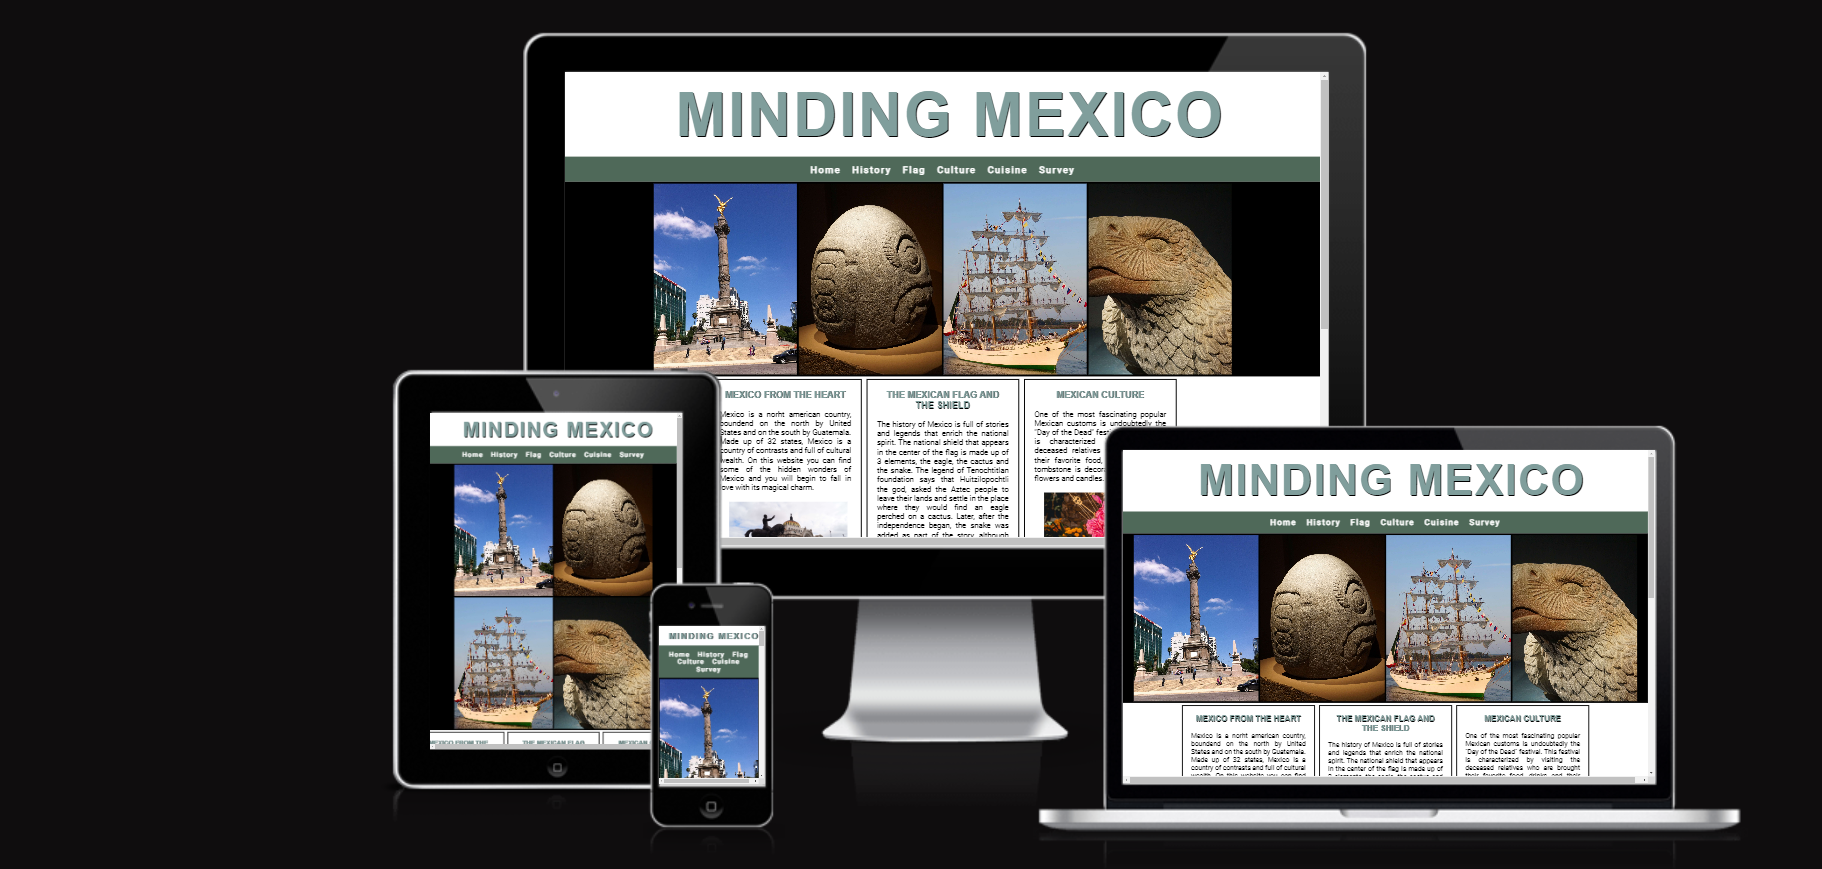 MINDING MEXICO
Home History Flag Culture Cuisine Survey
MEXICO FROM THE HEART
Mexico is a norht american country,
boundend on the north by United
States and on the south by Guatemala.
Made up of 32 states, Mexico is a
country of contrasts and full of cultural
wealth. On this website you can find
some of the hidden wonders of
Mexico and you will begin to fall in
love with its magical charm.
THE MEXICAN FLAG AND
THE SHIELD
The history of Mexico is full of stories
and legends that enrich the national
spirit. The national shield that appears
in the center of the flag is made up of
3 elements, the eagle, the cactus and
the snake. The legend of Tenochtitlan
foundation says that Huitzilopochtli
the god, asked the Aztec people to
leave their lands and settle in the place
where they would find an eagle
perched on a cactus. Later, after the
independence began, the snake was
added as part of the story, although
MEXICAN CULTURE
One of the most fascinating popular
Mexican customs is undoubtedly the
"Day of the Dead"
is characterized
deceased relatives
their favorite food,
tombstone is
flowers and candles.
MINDING MEXICO
Home History Flag Culture Cuisine Survey
MEXICO FROM THE
THE MEXICAN FLAG
MINDING MEXICO
Home History Flag
Culture Cuisine
Survey
MINDING MEXICO
Home History Flag Culture Cuisine Survey
MEXICO FROM THE HEART
Mexico is a norht american country,
boundend on the north by United
States and on the south by Guatemala.
Made up of 32 states, Mexico is a
country of contrasts and full of cultural
wealth. On this website you can find
THE MEXICAN FLAG AND
THE SHIELD
The history of Mexico is full of stories
and legends that enrich the national
spirit. The national shield that appears
in the center of the flag is made up of
3 elements, the eagle, the cactus and
MEXICAN CULTURE
One of the most fascinating popular
Mexican customs is undoubtedly the
"Day of the Dead" festival. This festival
is characterized by visiting the
deceased relatives who are brought
their favorite food, drinks and their